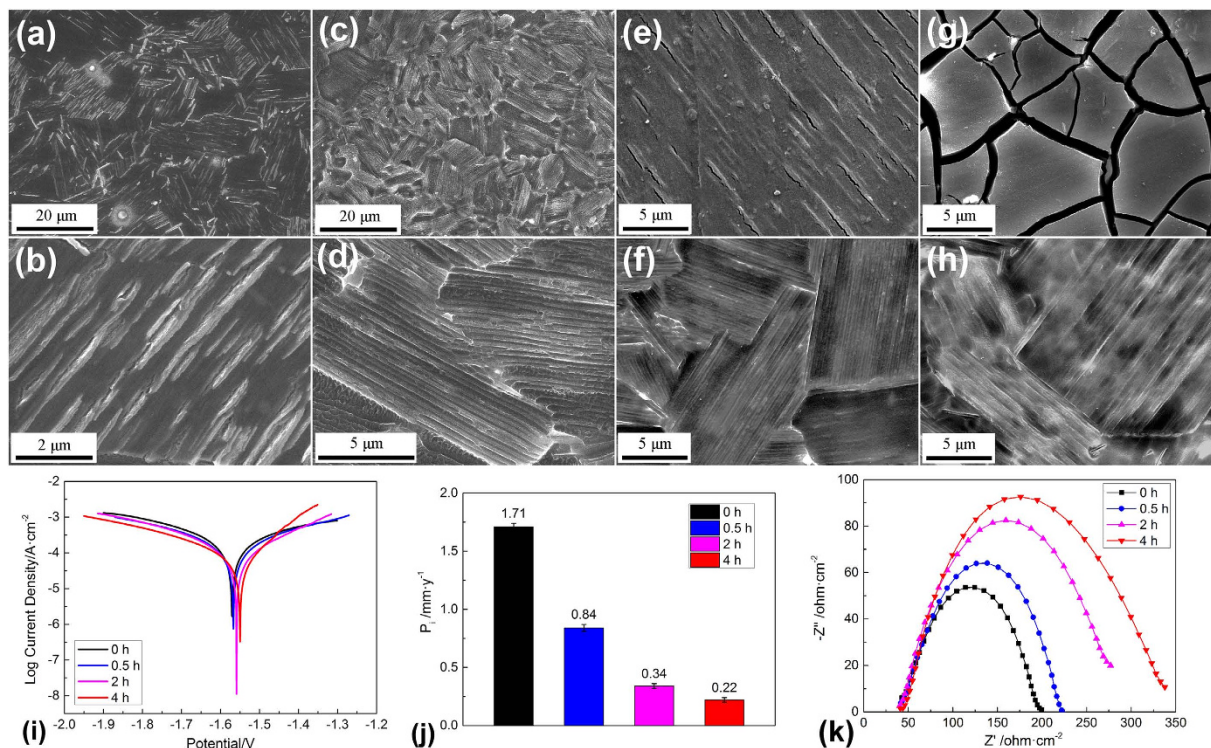 (a)
20 μm
(c)
20 μm
(e)
5 μm
(g)
5 μm
(b)
2 μm
(d)
5 μm
(f)
5 μm
(h)
5 μm
-2
-3
-4
-5
-6
-7
-8
Log Current Density/A·cm⁻²
0 h
0.5 h
2 h
4 h
(i)
-2.0 -1.9 -1.8 -1.7 -1.6 -1.5 -1.4 -1.3 -1.2
Potential/V
2.0
1.5
1.0
0.5
0.0
Pᵢ /mm·y⁻¹
1.71
0.84
0.34
0.22
0 h
0.5 h
2 h
4 h
(j)
100
80
60
40
20
0
-Z'' /ohm·cm⁻²
0 h
0.5 h
2 h
4 h
(k)
0 50 100 150 200 250 300 350
Z' /ohm·cm⁻²